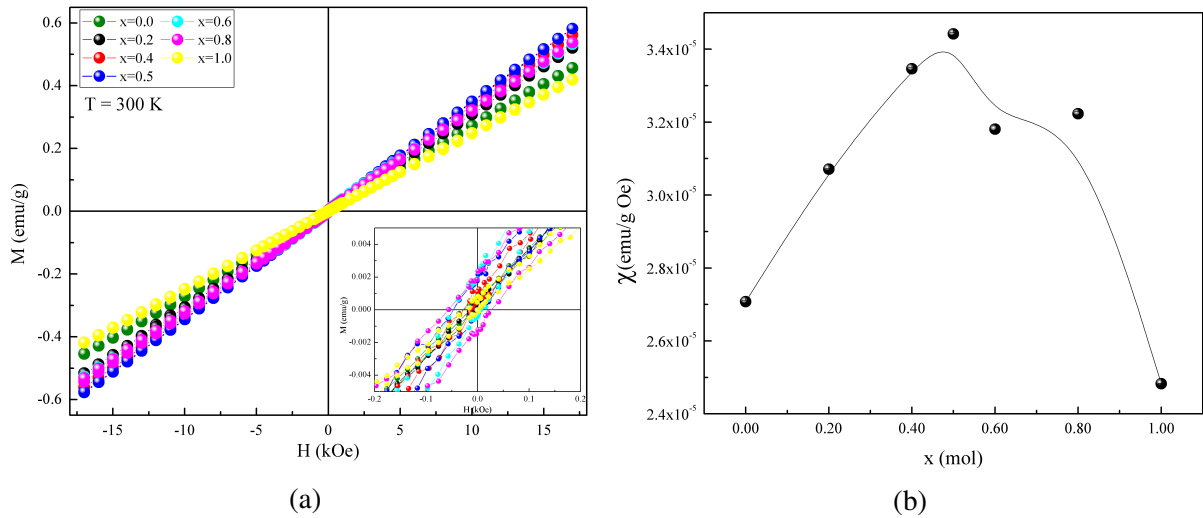 0.6
0.4
0.2
0.0
-0.2
-0.4
-0.6
M (emu/g)
x=0.0 x=0.6
x=0.2 x=0.8
x=0.4 x=1.0
x=0.5
T = 300 K
-15 -10 -5 0 5 10 15
H (kOe)
0.004
0.002
0.000
-0.002
-0.004
M (emu/g)
-0.2 -0.1 0.0 0.1 0.2
H (kOe)
(a)
3.4x10⁻⁵
3.2x10⁻⁵
3.0x10⁻⁵
2.8x10⁻⁵
2.6x10⁻⁵
2.4x10⁻⁵
χ(emu/g Oe)
0.00 0.20 0.40 0.60 0.80 1.00
x (mol)
(b)